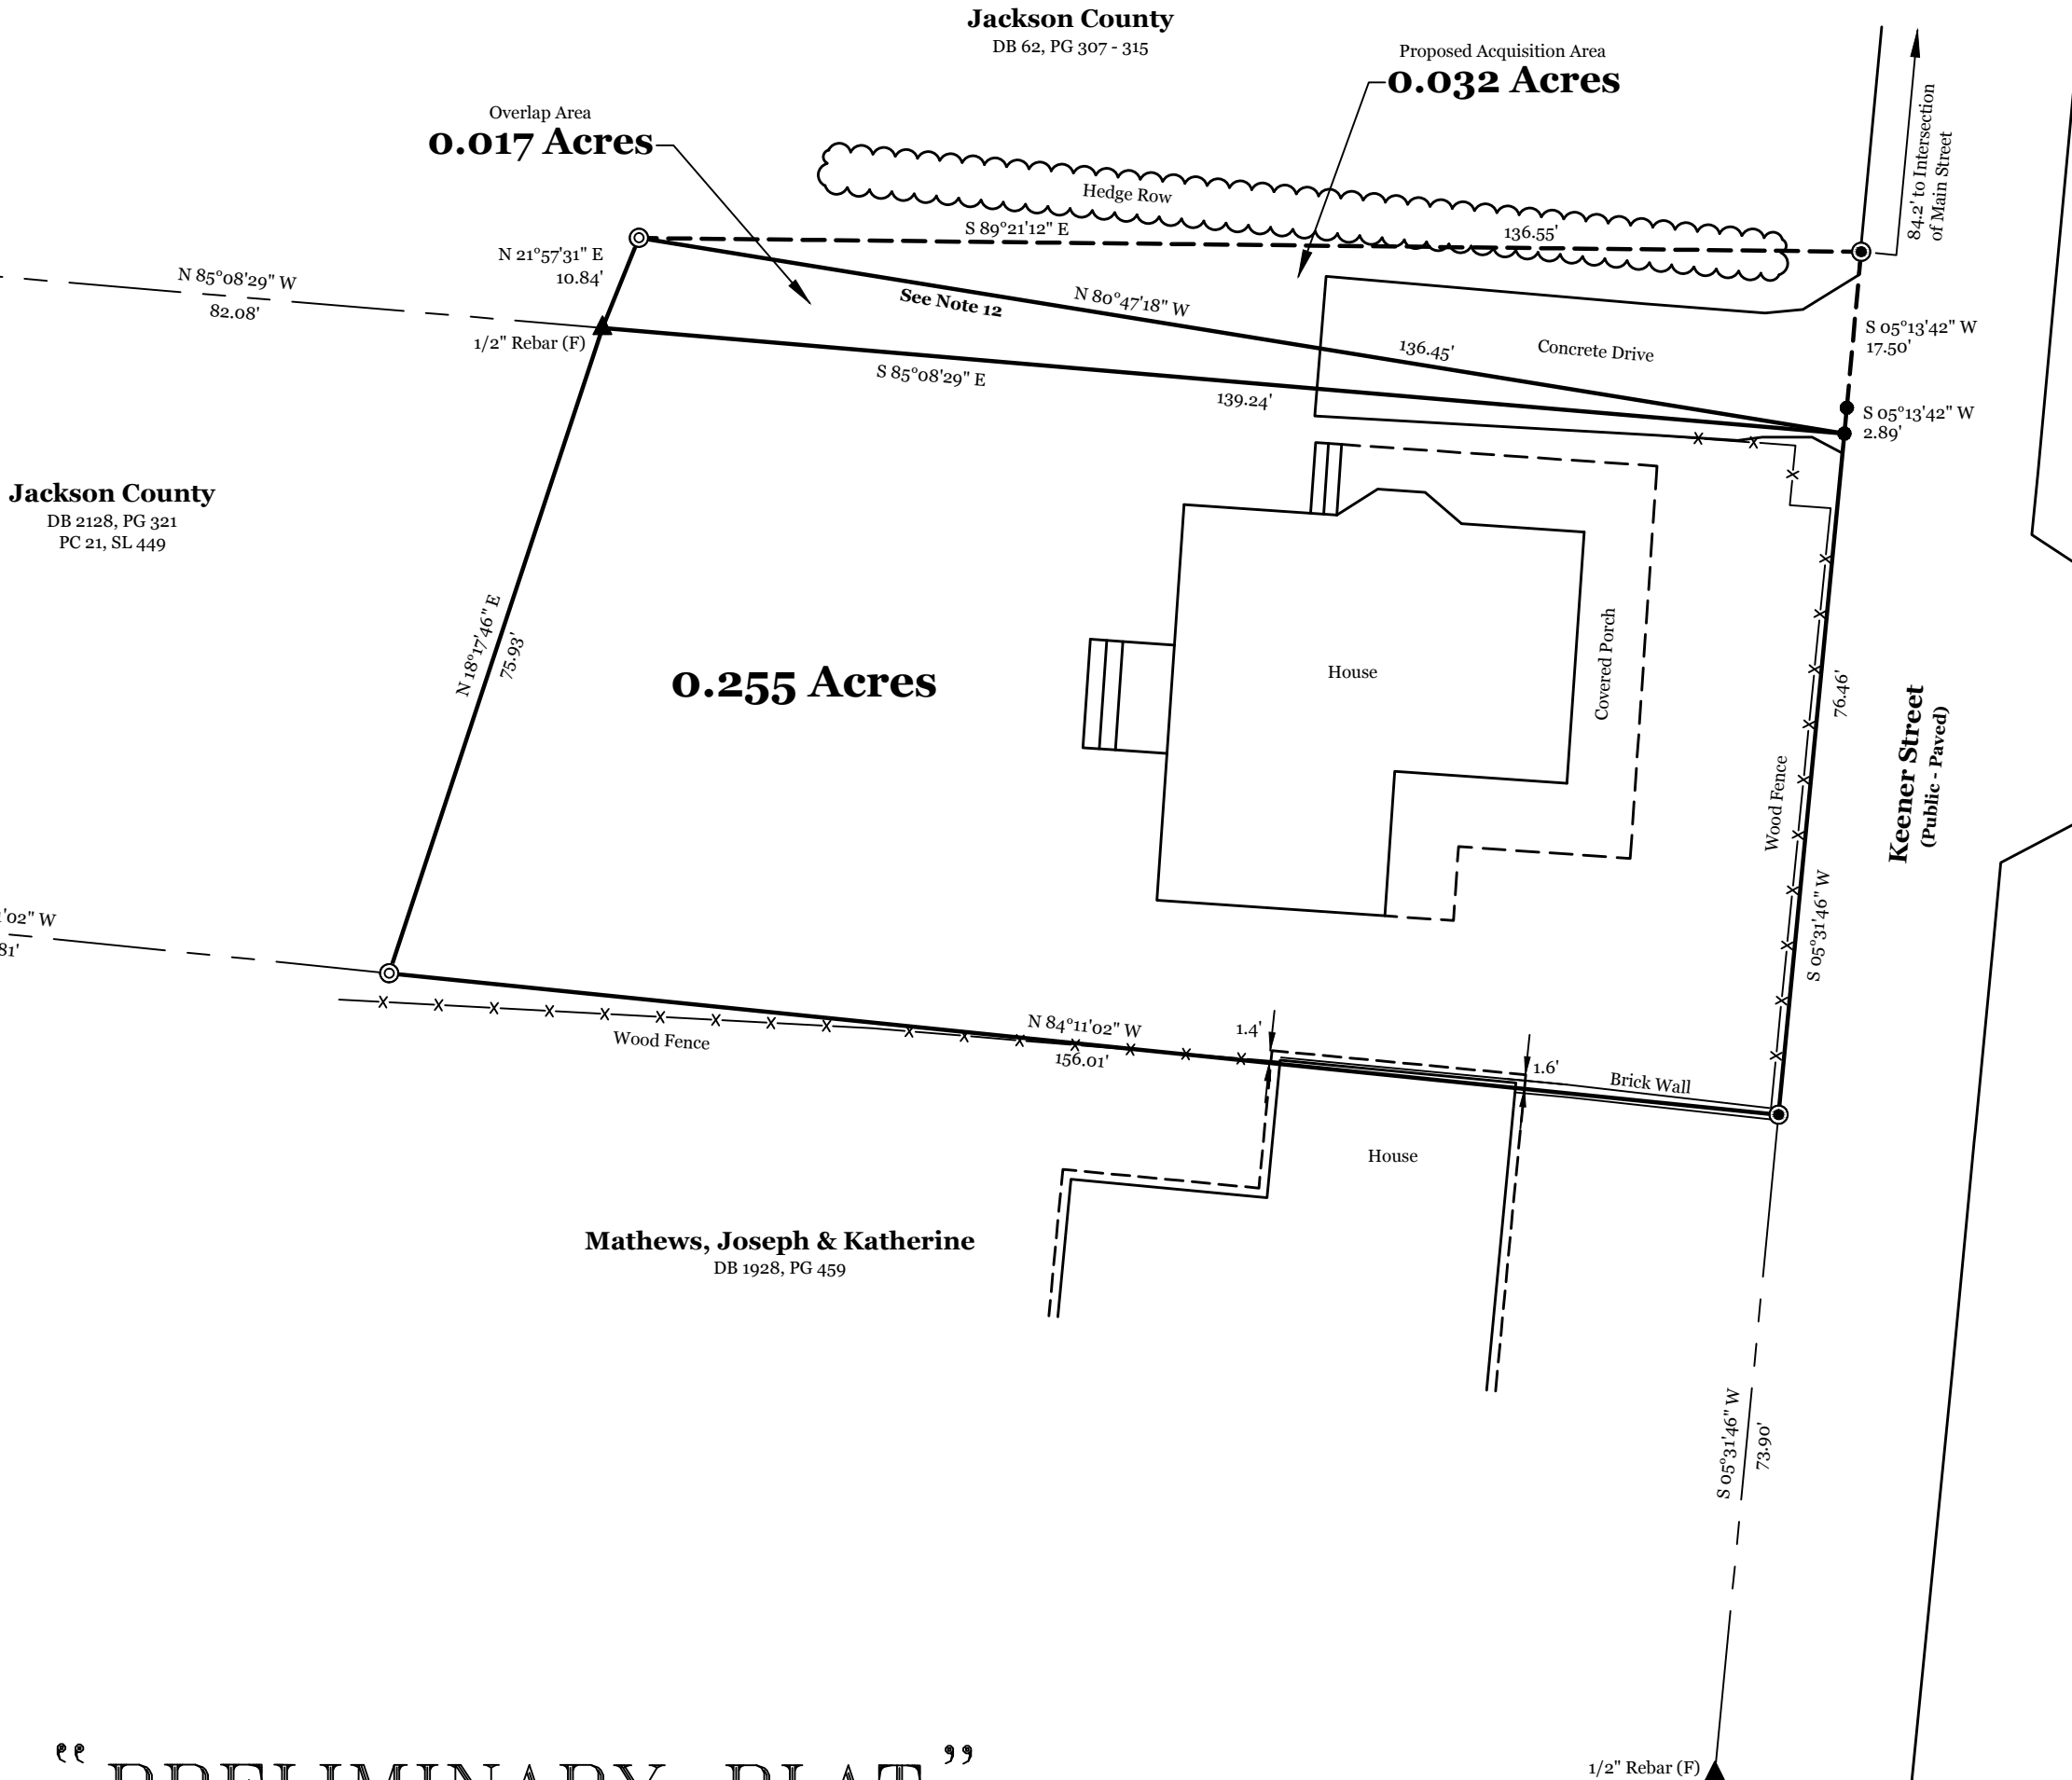 Jackson County
DB 62, PG 307 - 315
Proposed Acquisition Area
0.032 Acres
84.2' to Intersection
of Main Street
Overlap Area
0.017 Acres
Hedge Row
S 89°21'12" E
136.55'
N 21°57'31" E
10.84'
N 85°08'29" W
82.08'
See Note 12
N 80°47'18" W
136.45'
Concrete Drive
S 05°13'42" W
17.50'
1/2" Rebar (F)
S 85°08'29" E
139.24'
S 05°13'42" W
2.89'
Jackson County
DB 2128, PG 321
PC 21, SL 449
N 18°17'46" E
75.93'
0.255 Acres
House
Covered Porch
Wood Fence
76.46'
S 05°31'46" W
Keener Street
(Public - Paved)
'02" W
81'
Wood Fence
N 84°11'02" W
156.01'
1.4'
1.6'
Brick Wall
House
Mathews, Joseph & Katherine
DB 1928, PG 459
S 05°31'46" W
73.90'
"PRELIMINARY PLAT"
1/2" Rebar (F)